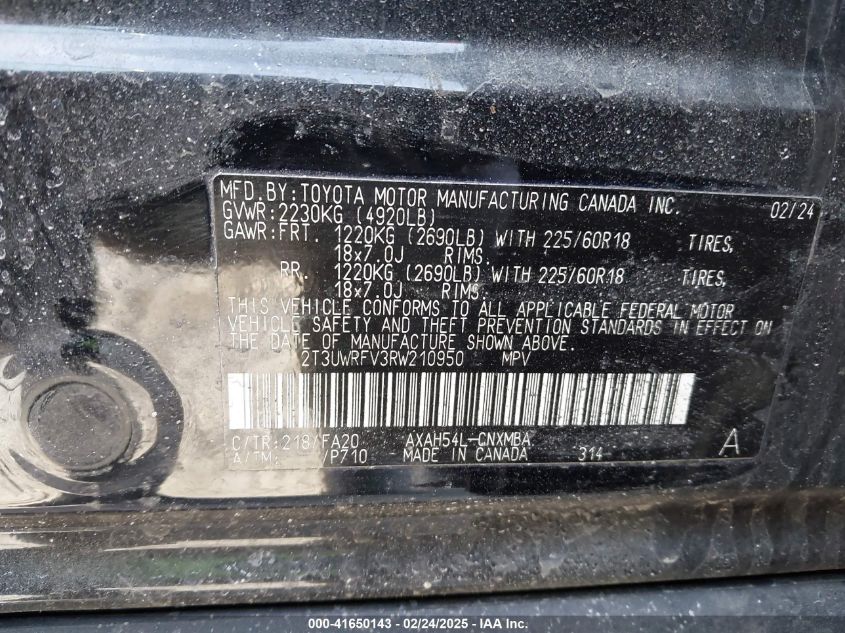 MFD.BY:TOYOTA MOTOR MANUFACTURING CANADA INC. 02/24
GVWR:2230KG (4920LB)
GAWR:FRT. 1220KG (2690LB) WITH 225/60R18 TIRES,
18x7.0J RIMS.
RR. 1220KG (2690LB) WITH 225/60R18 TIRES,
18x7.0J RIMS.
THIS VEHICLE CONFORMS TO ALL APPLICABLE FEDERAL MOTOR
VEHICLE SAFETY AND THEFT PREVENTION STANDARDS IN EFFECT ON
THE DATE OF MANUFACTURE SHOWN ABOVE.
2T3UWRFV3RW210950 MPV
C/TR:218/FA20 AXAH54L-CNXMBA A
/P710 MADE IN CANADA 314
000-41650143 - 02/24/2025 - IAA Inc.